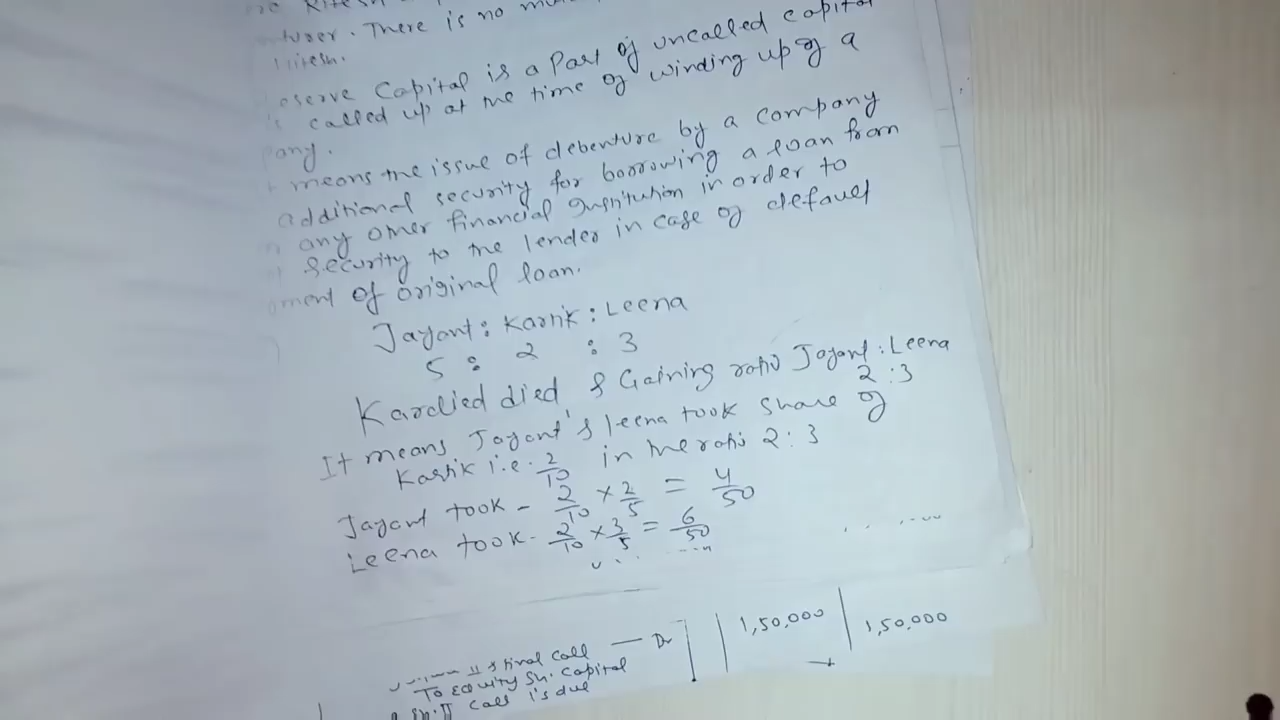 There is no
eserve Capital is a Part of uncalled capital
s called up at the time of winding up of a
any.
means the issue of debenture by a company
additional security for borrowing a loan from
any other financial Institution in order to
security to the lender in case of default
ment of original loan.
Jayant : Kartik : Leena
5 : 2 : 3
died & Gaining ratio Jayant : Leena
2 : 3
It means Jayant & leena took share of
Kartik i.e. 2/10 in the ratio 2 : 3
Jayant took - 2/10 × 2/5 = 4/50
Leena took - 2/10 × 3/5 = 6/50
final call — Dr 1,50,000 1,50,000
To equity Sh. capital
call is due